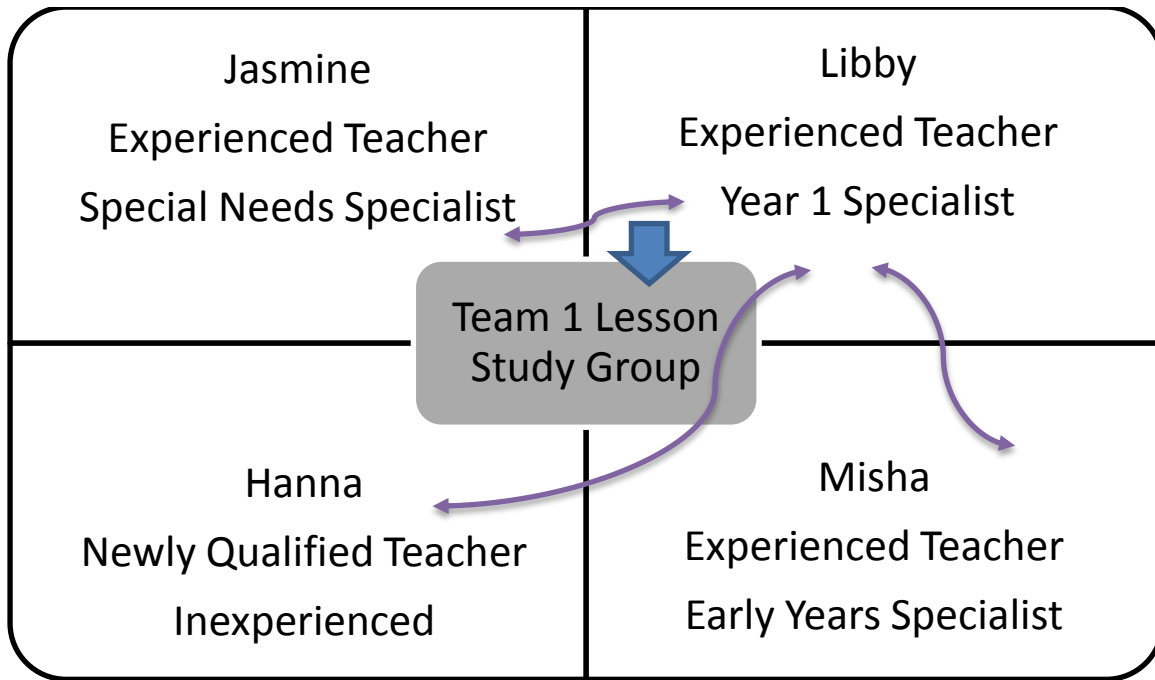 Jasmine
Experienced Teacher
Special Needs Specialist
Libby
Experienced Teacher
Year 1 Specialist
Team 1 Lesson
Study Group
Hanna
Newly Qualified Teacher
Inexperienced
Misha
Experienced Teacher
Early Years Specialist